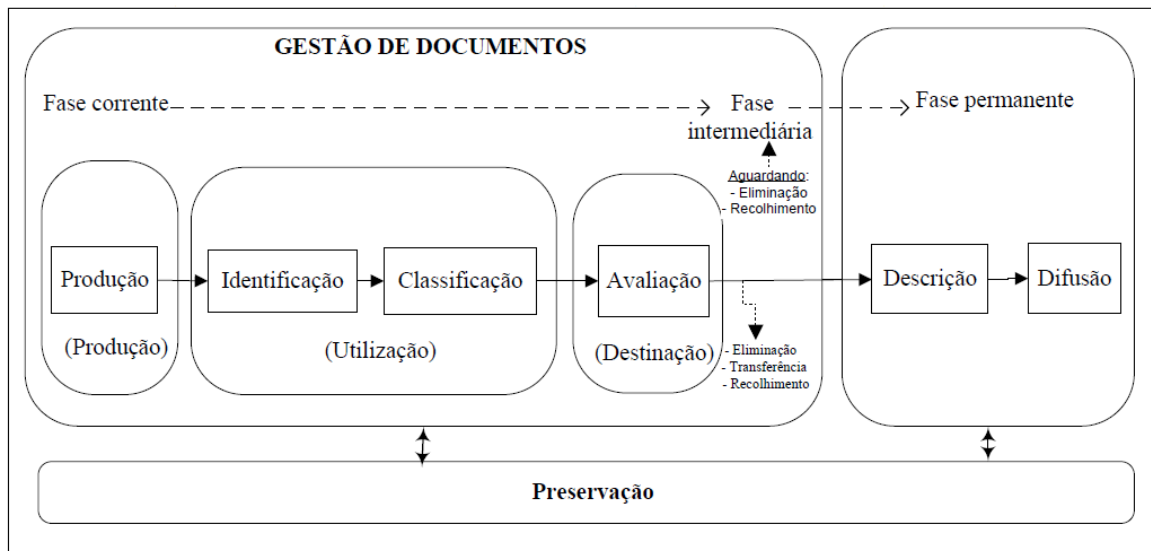 GESTÃO DE DOCUMENTOS
Fase corrente
Fase
intermediária
Fase permanente
Aguardando:
- Eliminação
- Recolhimento
Produção
Identificação
Classificação
Avaliação
Descrição
Difusão
(Produção)
(Utilização)
(Destinação)
- Eliminação
- Transferência
- Recolhimento
Preservação